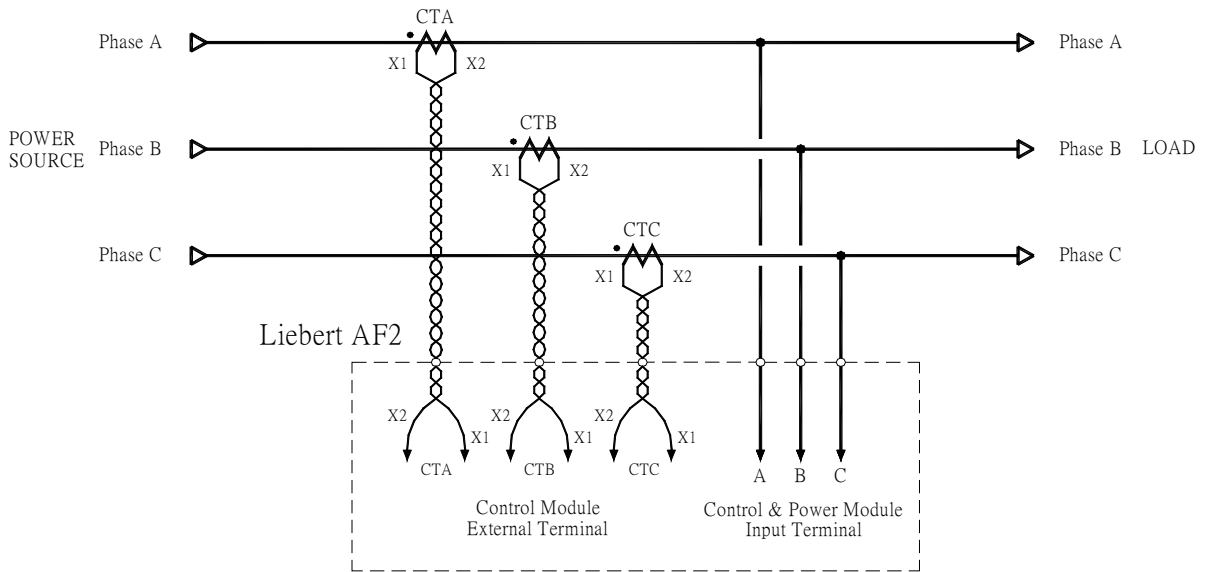 CTA
Phase A
Phase A
X1 X2
CTB
POWER
SOURCE
Phase B
Phase B
LOAD
X1 X2
CTC
Phase C
Phase C
X1 X2
Liebert AF2
X2 X1
X2 X1
X2 X1
CTA
CTB
CTC
A B C
Control Module
External Terminal
Control & Power Module
Input Terminal